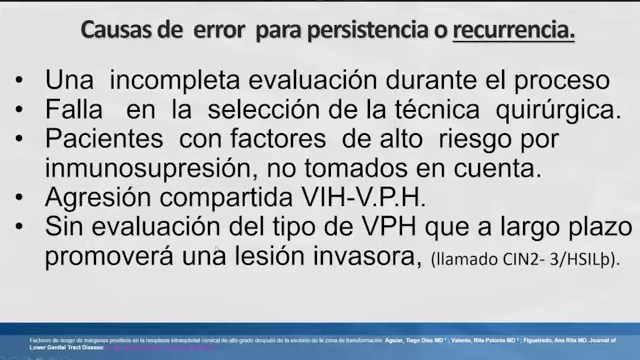 Causas de error para persistencia o recurrencia.
• Una incompleta evaluación durante el proceso
• Falla en la selección de la técnica quirúrgica.
• Pacientes con factores de alto riesgo por
inmunosupresión, no tomados en cuenta.
• Agresión compartida VIH-V.P.H.
• Sin evaluación del tipo de VPH que a largo plazo
promoverá una lesión invasora, (llamado CIN2- 3/HSILþ).
Factores de riesgo de márgenes positivos en la neoplasia intraepitelial cervical de alto grado después de la escisión de la zona de transformación. Aguiar, Tiago Dias MD ; Valente, Rita Polonia MD ; Figueiredo, Ana Rita MD. Journal of
Lower Genital Tract Disease: